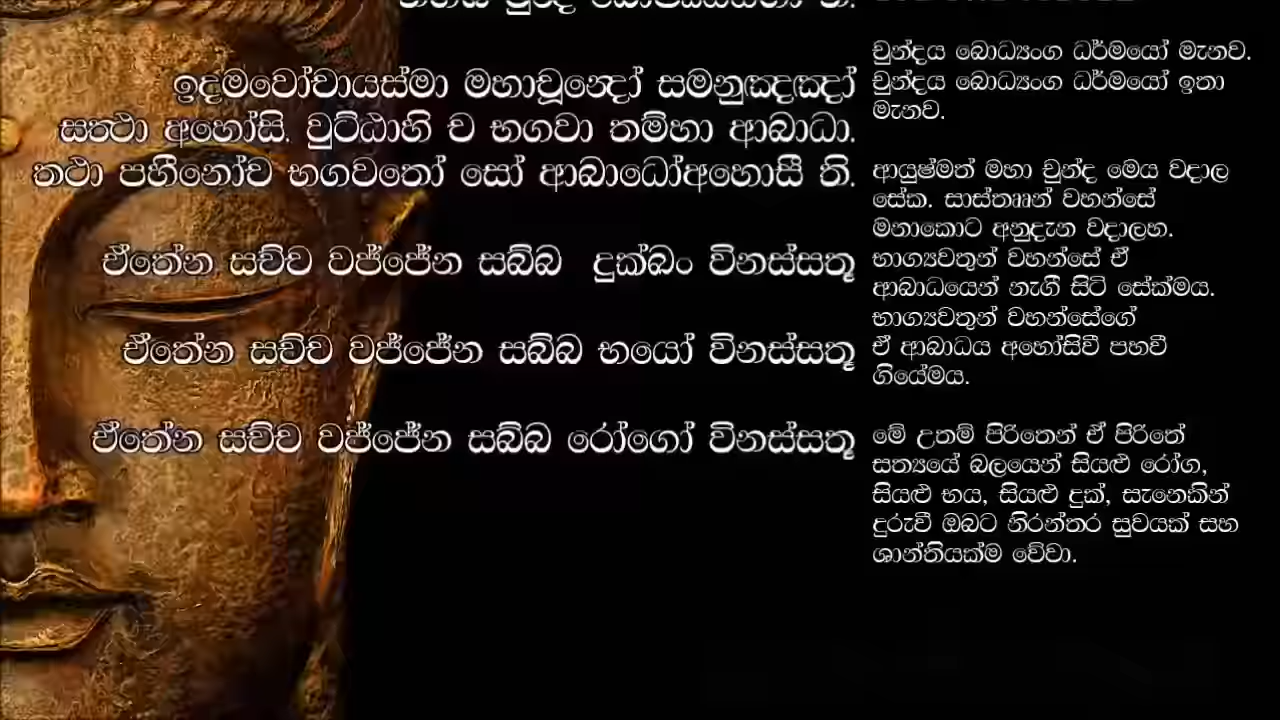 ඉදමවෝචායස්මා මහාචූන්දෝ සමනුඤ්ඤෝ
සත්ථා අහෝසි. වුට්ඨාහි ච භගවා තම්හා ආබාධා.
තථා පහීනෝච භගවතෝ සෝ ආබාධෝඅහොසී ති.
ඒතේන සච්ච වජ්ජේන සබ්බ දුක්ඛං විනස්සතූ
ඒතේන සච්ච වජ්ජේන සබ්බ භයෝ විනස්සතූ
ඒතේන සච්ච වජ්ජේන සබ්බ රෝගෝ විනස්සතූ
චුන්දය බොධ්‍යංග ධර්මයෝ මැනව.
චුන්දය බොධ්‍යංග ධර්මයෝ ඉතා
මැනව.
ආයුෂ්මත් මහා චුන්ද මෙය වදාල
සේක. සාස්තෲන් වහන්සේ
මනාකොට අනුදැන වදාලහ.
භාග්‍යවතුන් වහන්සේ ඒ
ආබාධයෙන් නැගී සිටි සේක්මය.
භාග්‍යවතුන් වහන්සේගේ
ඒ ආබාධය අහෝසිවී පහවී
ගියේමය.
මේ උතම් පිරිතෙන් ඒ පිරිතේ
සත්‍යයේ බලයෙන් සියළු රෝග,
සියළු භය, සියළු දුක්, සැනෙකින්
දුරුවී ඔබට නිරන්තර සුවයක් සහ
ශාන්තියක්ම වේවා.